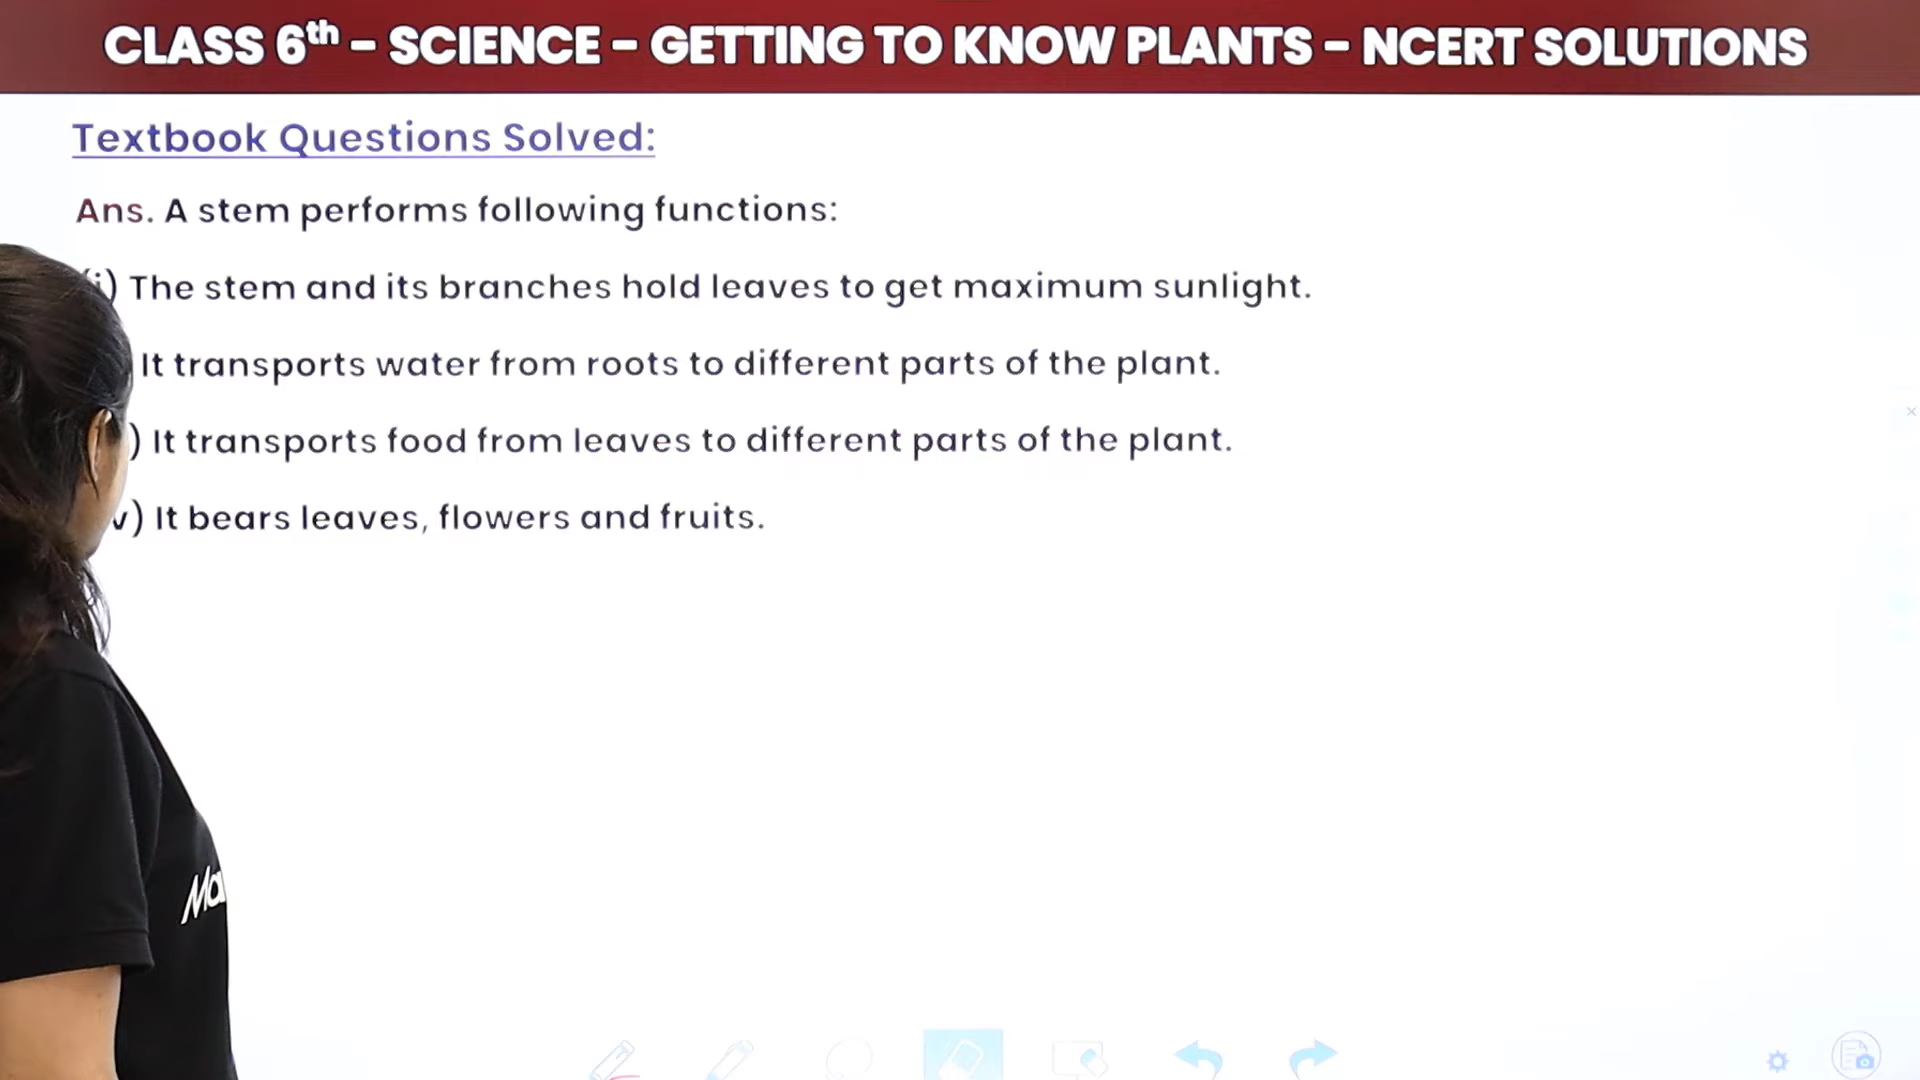 CLASS 6th – SCIENCE – GETTING TO KNOW PLANTS – NCERT SOLUTIONS
Textbook Questions Solved:
Ans. A stem performs following functions:
(i) The stem and its branches hold leaves to get maximum sunlight.
It transports water from roots to different parts of the plant.
) It transports food from leaves to different parts of the plant.
v) It bears leaves, flowers and fruits.